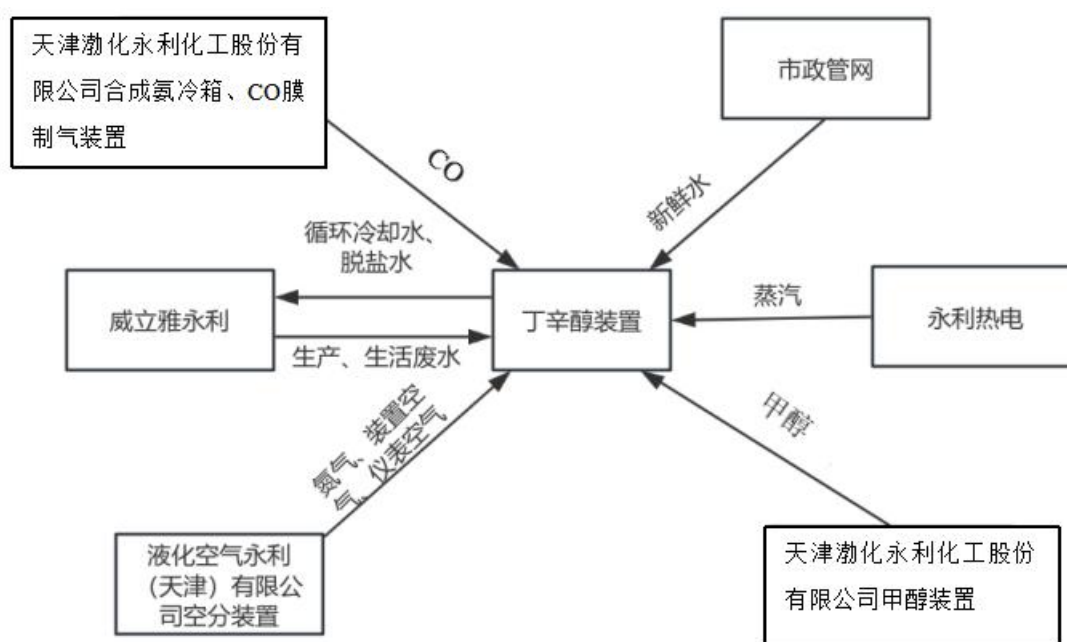 天津渤化永利化工股份有
限公司合成氨冷箱、CO膜
制气装置
市政管网
CO
新鲜水
循环冷却水、
脱盐水
威立雅永利
丁辛醇装置
蒸汽
永利热电
生产、生活废水
氮气、装置空
气、仪表空气
甲醇
液化空气永利
（天津）有限公
司空分装置
天津渤化永利化工股份
有限公司甲醇装置